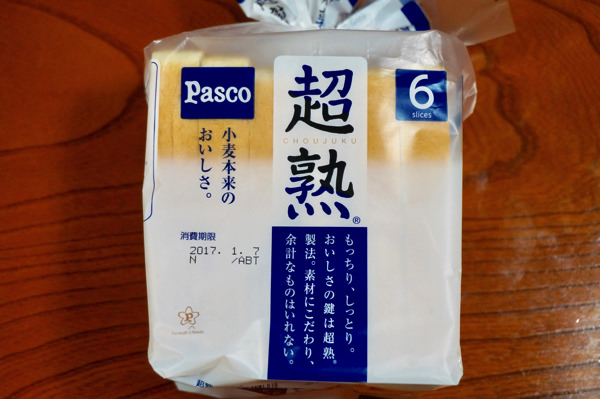 Pasco
超熟
CHOUJUKU
®
6
slices
小麦本来の
おいしさ。
消費期限
2017. 1. 7
N /ABT
もっちり、しっとり。
おいしさの鍵は超熟®
製法。素材にこだわり、
余計なものはいれない。